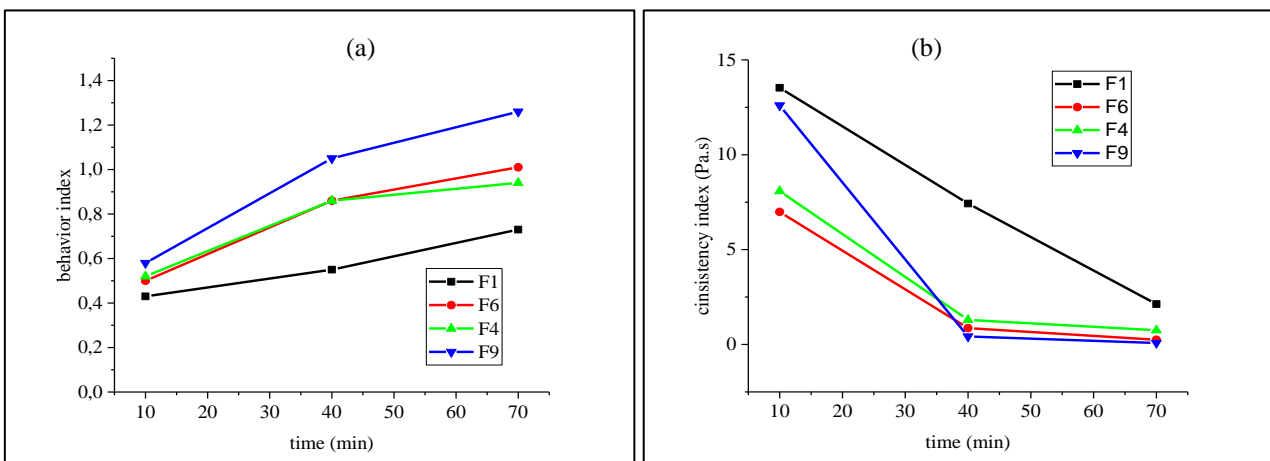 (a)
behavior index
1,4
1,2
1,0
0,8
0,6
0,4
0,2
0,0
F1
F6
F4
F9
10 20 30 40 50 60 70
time (min)
(b)
cinsistency index (Pa.s)
15
10
5
0
F1
F6
F4
F9
10 20 30 40 50 60 70
time (min)